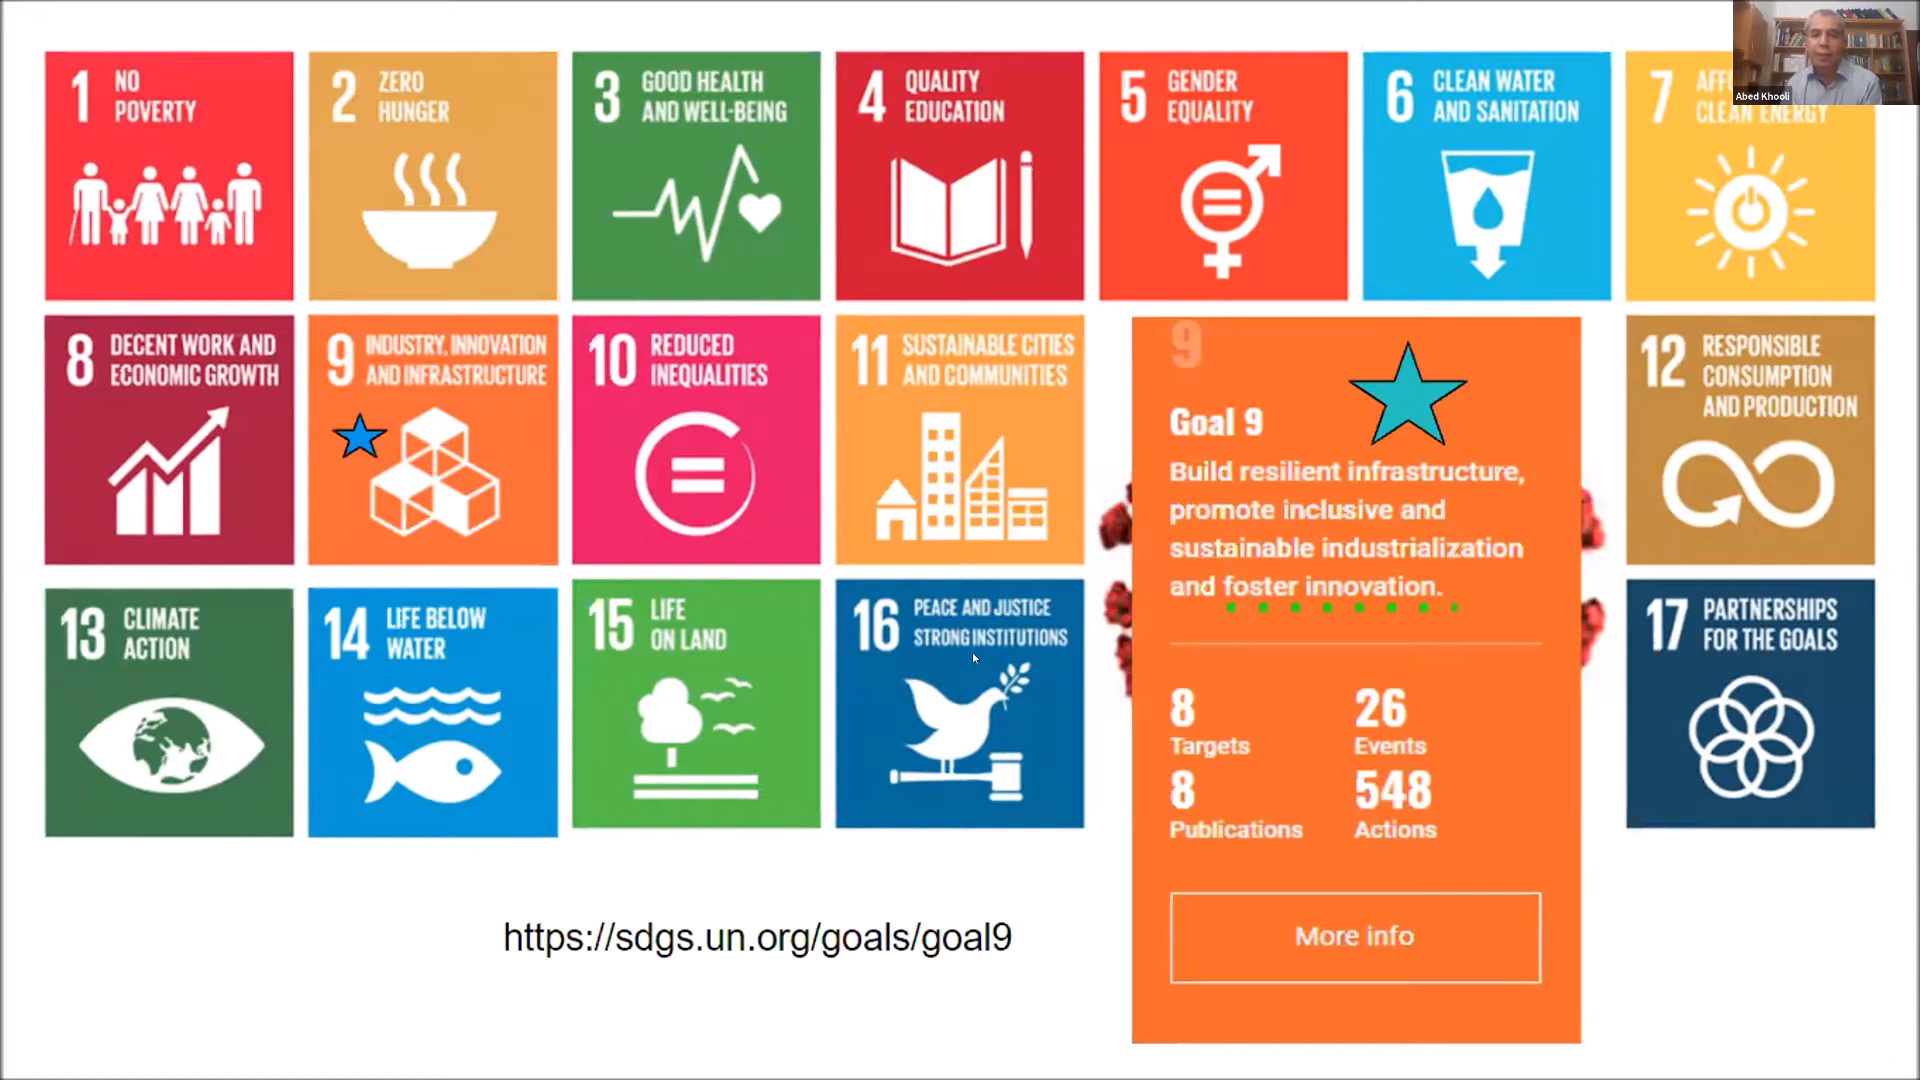 Abed Khooli
1 NO
POVERTY
2 ZERO
HUNGER
3 GOOD HEALTH
AND WELL-BEING
4 QUALITY
EDUCATION
5 GENDER
EQUALITY
6 CLEAN WATER
AND SANITATION
7
CLEAN ENERGY
8 DECENT WORK AND
ECONOMIC GROWTH
9 INDUSTRY, INNOVATION
AND INFRASTRUCTURE
10 REDUCED
INEQUALITIES
11 SUSTAINABLE CITIES
AND COMMUNITIES
9
Goal 9
Build resilient infrastructure,
promote inclusive and
sustainable industrialization
and foster innovation.
8 26
Targets Events
8 548
Publications Actions
More info
12 RESPONSIBLE
CONSUMPTION
AND PRODUCTION
13 CLIMATE
ACTION
14 LIFE BELOW
WATER
15 LIFE
ON LAND
16 PEACE AND JUSTICE
STRONG INSTITUTIONS
17 PARTNERSHIPS
FOR THE GOALS
https://sdgs.un.org/goals/goal9